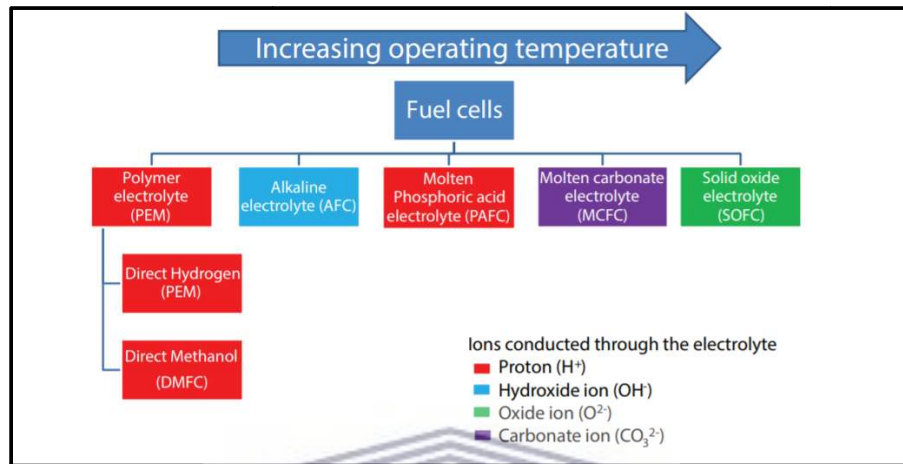 Increasing operating temperature
Fuel cells
Polymer
electrolyte
(PEM)
Alkaline
electrolyte (AFC)
Molten
Phosphoric acid
electrolyte (PAFC)
Molten carbonate
electrolyte
(MCFC)
Solid oxide
electrolyte
(SOFC)
Direct Hydrogen
(PEM)
Direct Methanol
(DMFC)
Ions conducted through the electrolyte
Proton (H⁺)
Hydroxide ion (OH⁻)
Oxide ion (O²⁻)
Carbonate ion (CO₃²⁻)